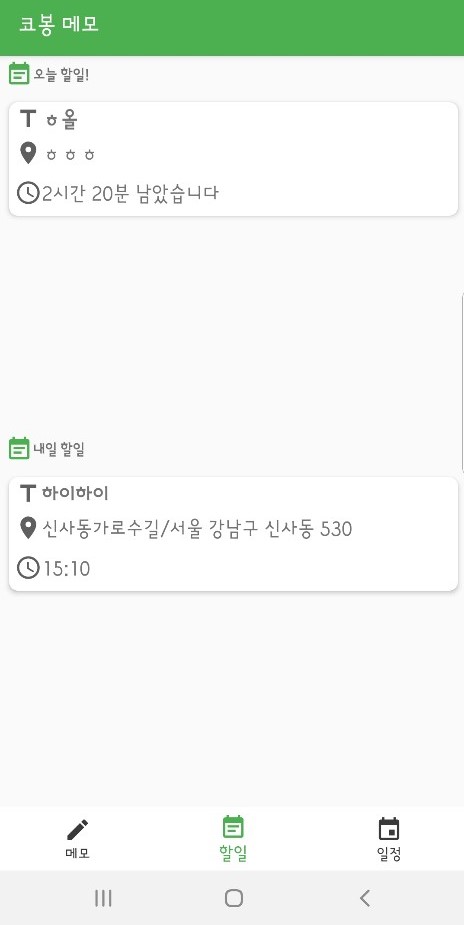 코봉 메모
오늘 할일!
ㅎ올
ㅎ ㅎ ㅎ
2시간 20분 남았습니다
내일 할일
하이하이
신사동가로수길/서울 강남구 신사동 530
15:10
메모
할일
일정